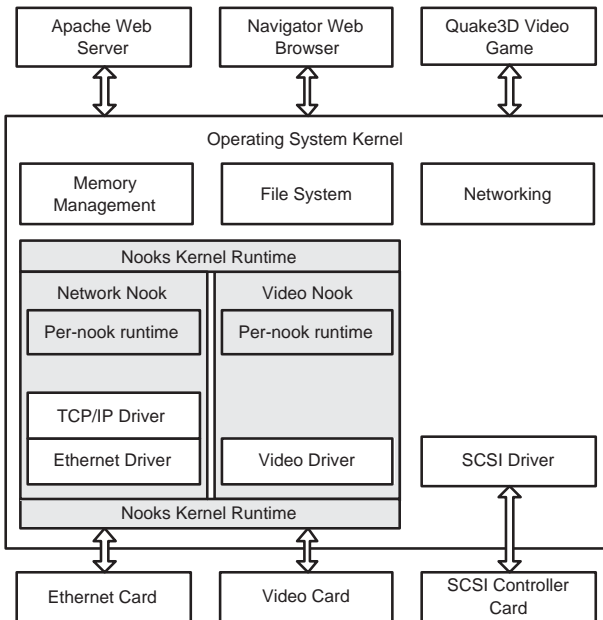 Apache Web
Server
Navigator Web
Browser
Quake3D Video
Game
Operating System Kernel
Memory
Management
File System
Networking
Nooks Kernel Runtime
Network Nook
Video Nook
Per-nook runtime
Per-nook runtime
TCP/IP Driver
Ethernet Driver
Video Driver
SCSI Driver
Nooks Kernel Runtime
Ethernet Card
Video Card
SCSI Controller
Card